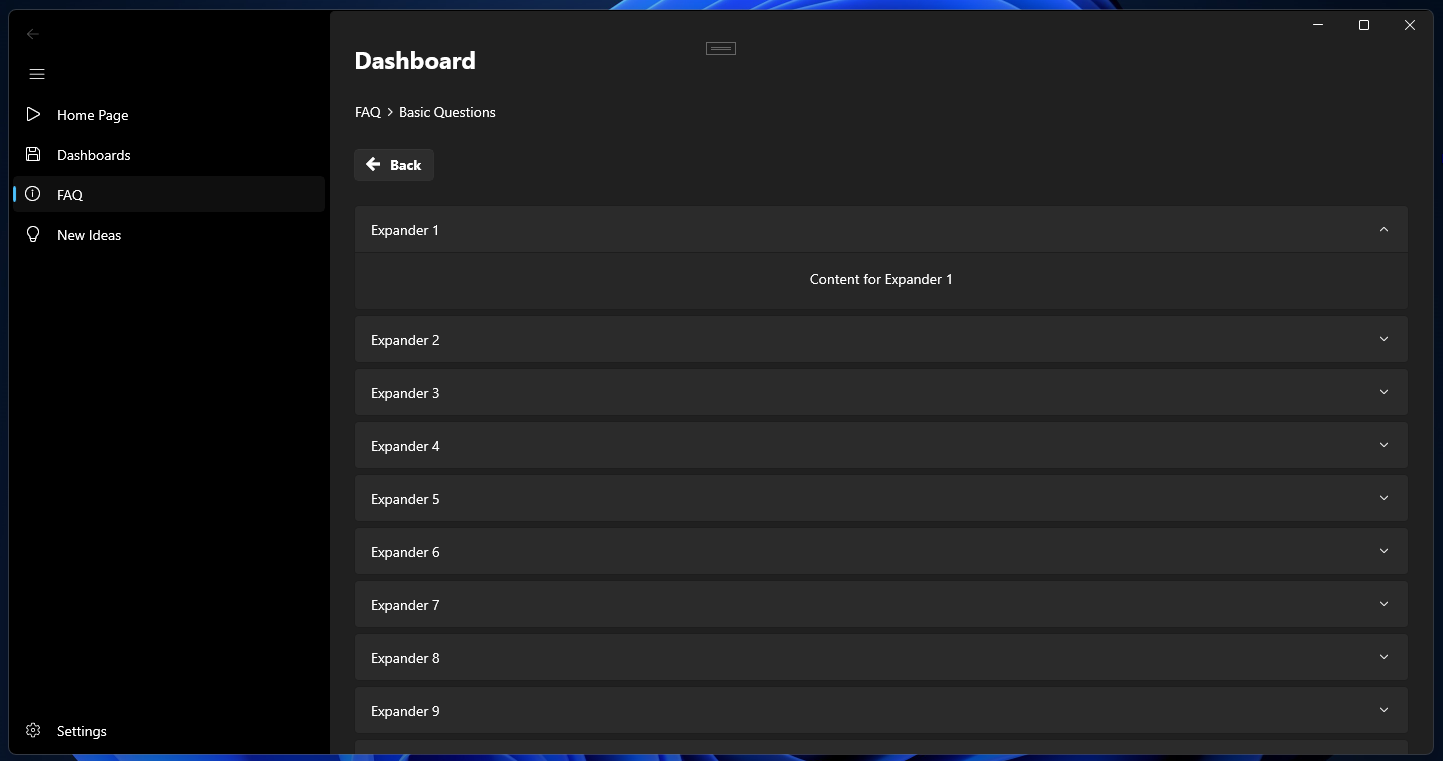 Home Page
Dashboards
FAQ
New Ideas
Settings
Dashboard
FAQ > Basic Questions
Back
Expander 1
Content for Expander 1
Expander 2
Expander 3
Expander 4
Expander 5
Expander 6
Expander 7
Expander 8
Expander 9